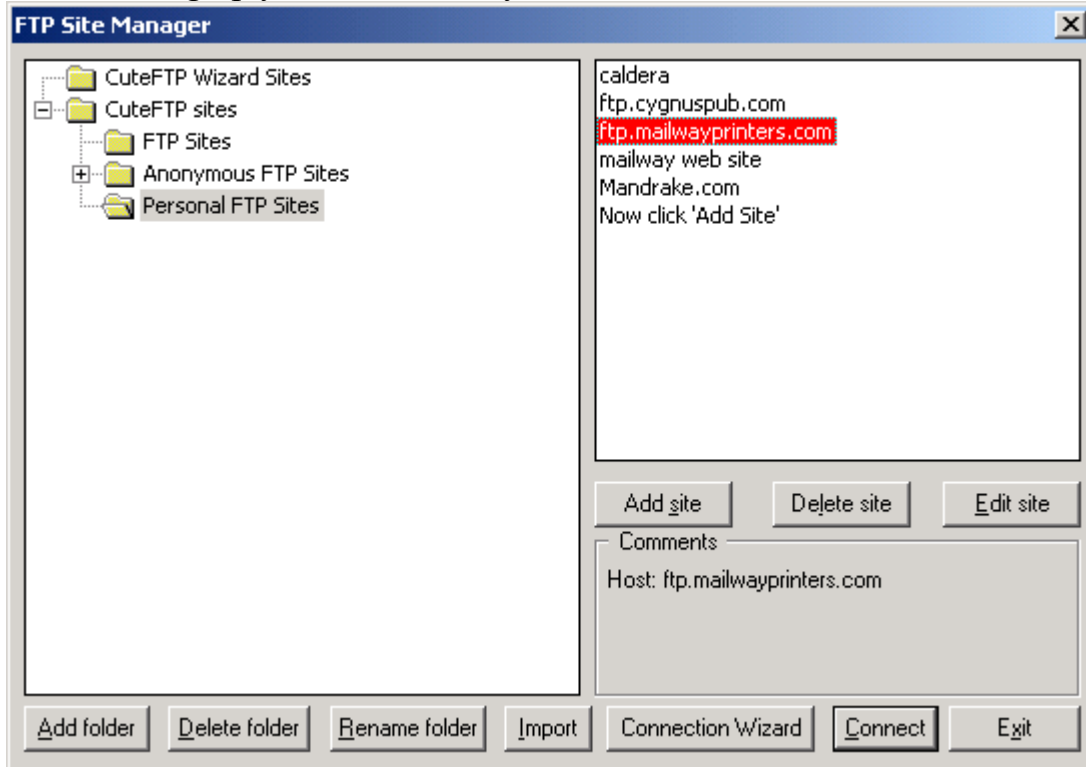 FTP Site Manager
CuteFTP Wizard Sites
CuteFTP sites
FTP Sites
Anonymous FTP Sites
Personal FTP Sites
caldera
ftp.cygnuspub.com
ftp.mailwayprinters.com
mailway web site
Mandrake.com
Now click 'Add Site'
Add site Delete site Edit site
Comments
Host: ftp.mailwayprinters.com
Add folder Delete folder Rename folder Import Connection Wizard Connect Exit